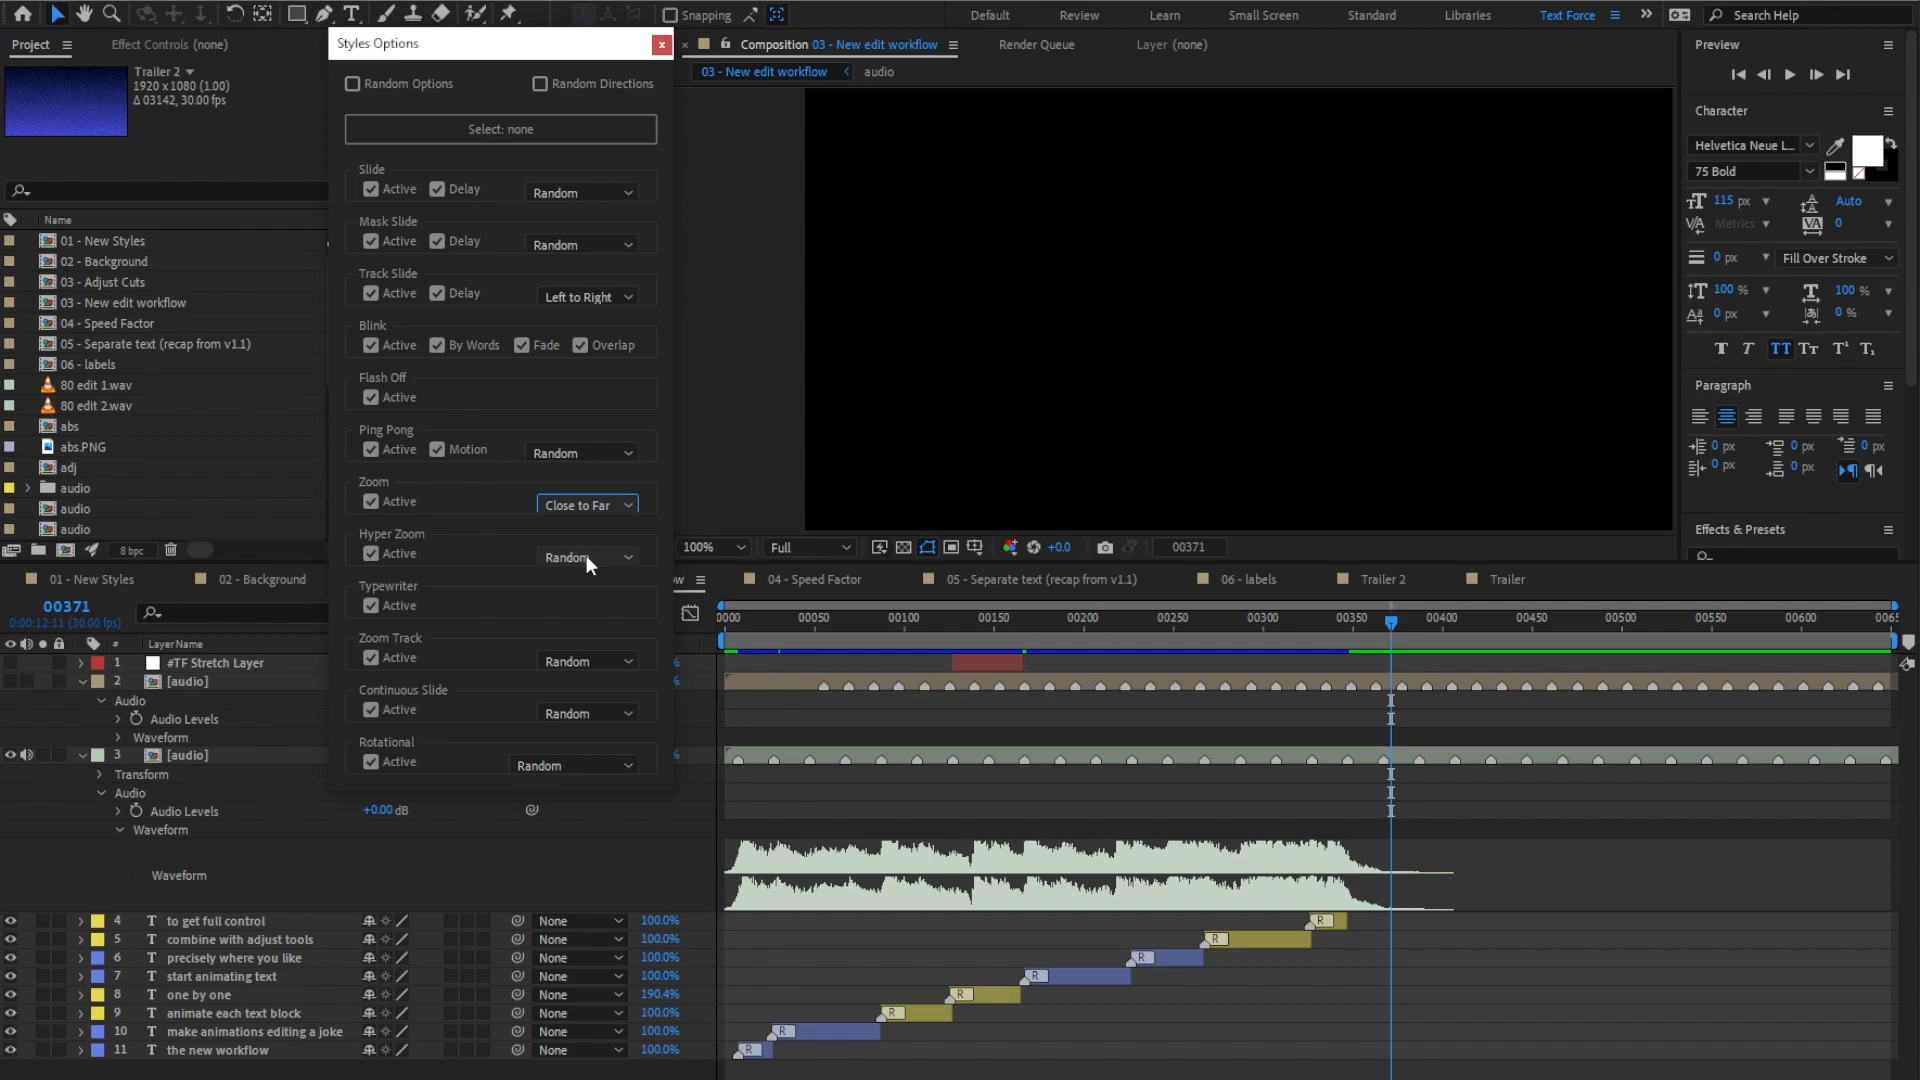 Snapping
Default
Review
Learn
Small Screen
Standard
Libraries
Text Force
Search Help
Project
Effect Controls (none)
Trailer 2
1920 x 1080 (1.00)
Δ 03142, 30.00 fps
Name
01 - New Styles
02 - Background
03 - Adjust Cuts
03 - New edit workflow
04 - Speed Factor
05 - Separate text (recap from v1.1)
06 - labels
80 edit 1.wav
80 edit 2.wav
abs
abs.PNG
adj
audio
audio
audio
8 bpc
Styles Options
Random Options
Random Directions
Select: none
Slide
Active Delay Random
Mask Slide
Active Delay Random
Track Slide
Active Delay Left to Right
Blink
Active By Words Fade Overlap
Flash Off
Active
Ping Pong
Active Motion Random
Zoom
Active Close to Far
Hyper Zoom
Active Random
Typewriter
Active
Zoom Track
Active Random
Continuous Slide
Active Random
Rotational
Active Random
Composition 03 - New edit workflow
Render Queue
Layer (none)
03 - New edit workflow
audio
100% Full +0.0 00371
Preview
Character
Helvetica Neue L...
75 Bold
115 px Auto
Metrics 0
0 px Fill Over Stroke
100 % 100 %
0 px 0 %
Paragraph
0 px 0 px 0 px
0 px 0 px
Effects & Presets
01 - New Styles
02 - Background
ow
04 - Speed Factor
05 - Separate text (recap from v1.1)
06 - labels
Trailer 2
Trailer
00371
0:00:12:11 (30.00 fps)
0000 00050 00100 00150 00200 00250 00300 00350 00400 00450 00500 00550 00600 0065
# Layer Name
1 #TF Stretch Layer
2 [audio]
Audio
Audio Levels
Waveform
3 [audio]
Transform
Audio
Audio Levels +0.00 dB
Waveform
Waveform
4 T to get full control None 100.0% R
5 T combine with adjust tools None 100.0% R
6 T precisely where you like None 100.0% R
7 T start animating text None 100.0% R
8 T one by one None 190.4% R
9 T animate each text block None 100.0% R
10 T make animations editing a joke None 100.0% R
11 T the new workflow None 100.0% R